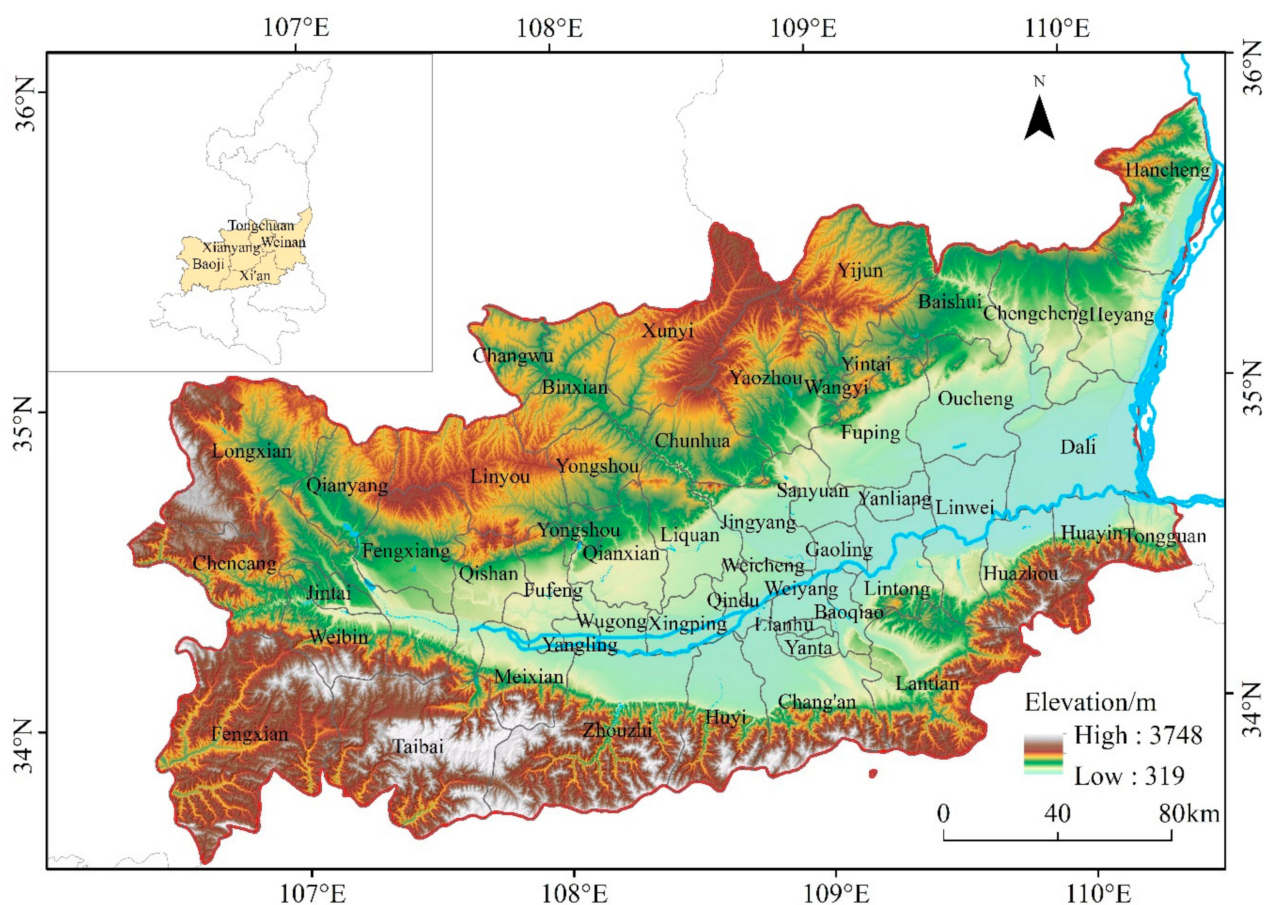 107°E 108°E 109°E 110°E
36°N
36°N
N
Tongchuan
Xianyang
Weinan
Baoji
Xi'an
Hancheng
Yijun
Baishui
Chengcheng
Heyang
Xunyi
Changwu
Binxian
Yaozhou
Yintai
Wangyi
35°N
35°N
Oucheng
Fuping
Chunhua
Dali
Longxian
Qianyang
Linyou
Yongshou
Sanyuan
Yanliang
Linwei
Jingyang
Yongshou
Liquan
Qianxian
Fengxiang
Gaoling
Huayin
Tongguan
Chencang
Qishan
Weicheng
Huazhou
Jintai
Fufeng
Qindu
Weiyang
Lintong
Baoqiao
Wugong
Xingping
Lianhu
Weibin
Yangling
Yanta
Meixian
Lantian
Chang'an
Huyi
Zhouzhi
Fengxian
Taibai
34°N
34°N
Elevation/m
High : 3748
Low : 319
0 40 80km
107°E 108°E 109°E 110°E